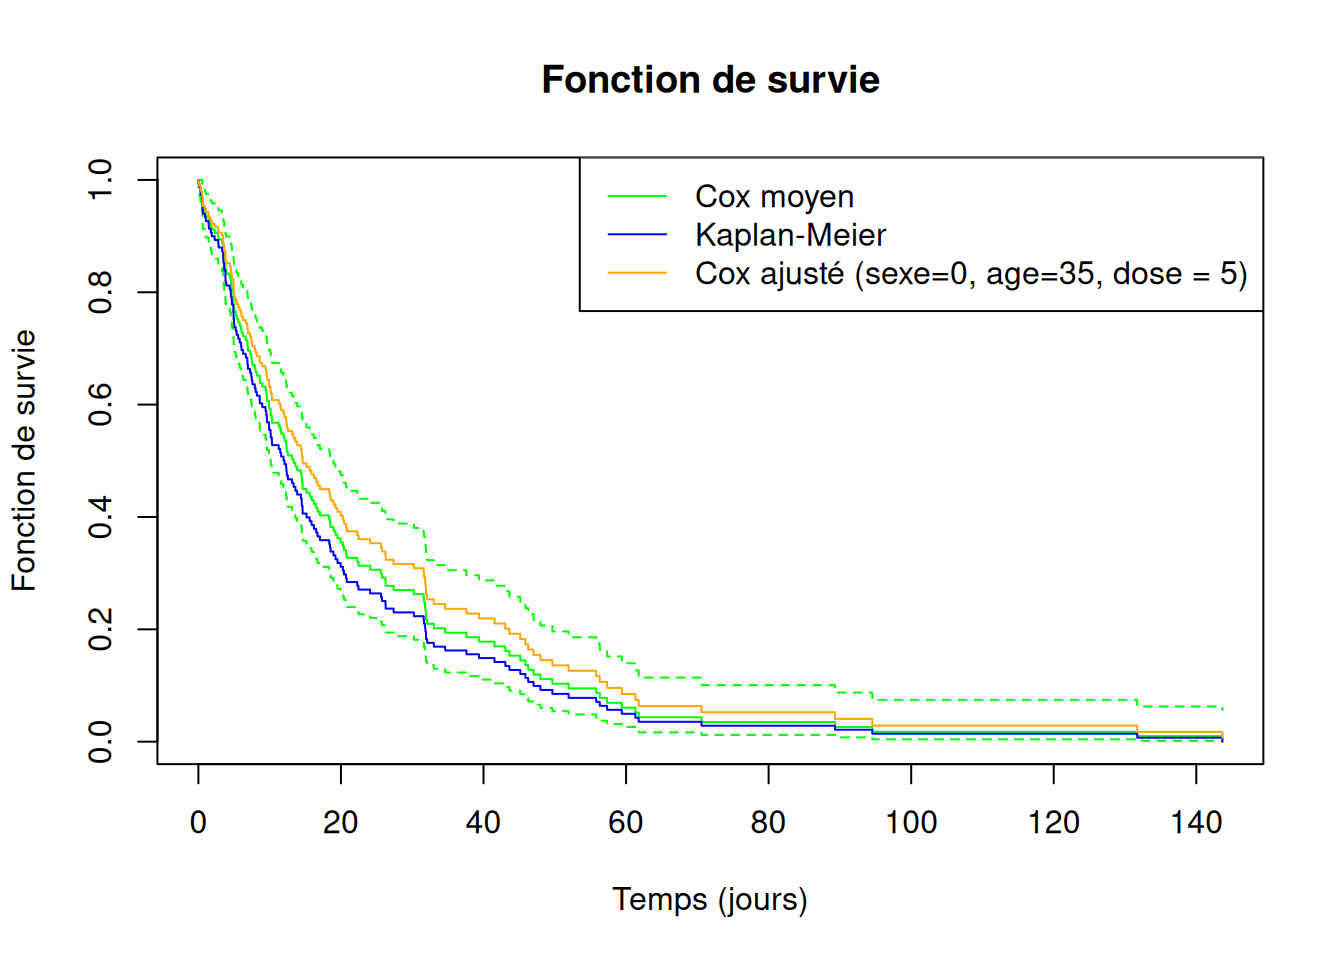 Fonction de survie
Cox moyen
Kaplan-Meier
Cox ajusté (sexe=0, age=35, dose = 5)
Fonction de survie
1.0
0.8
0.6
0.4
0.2
0.0
0 20 40 60 80 100 120 140
Temps (jours)